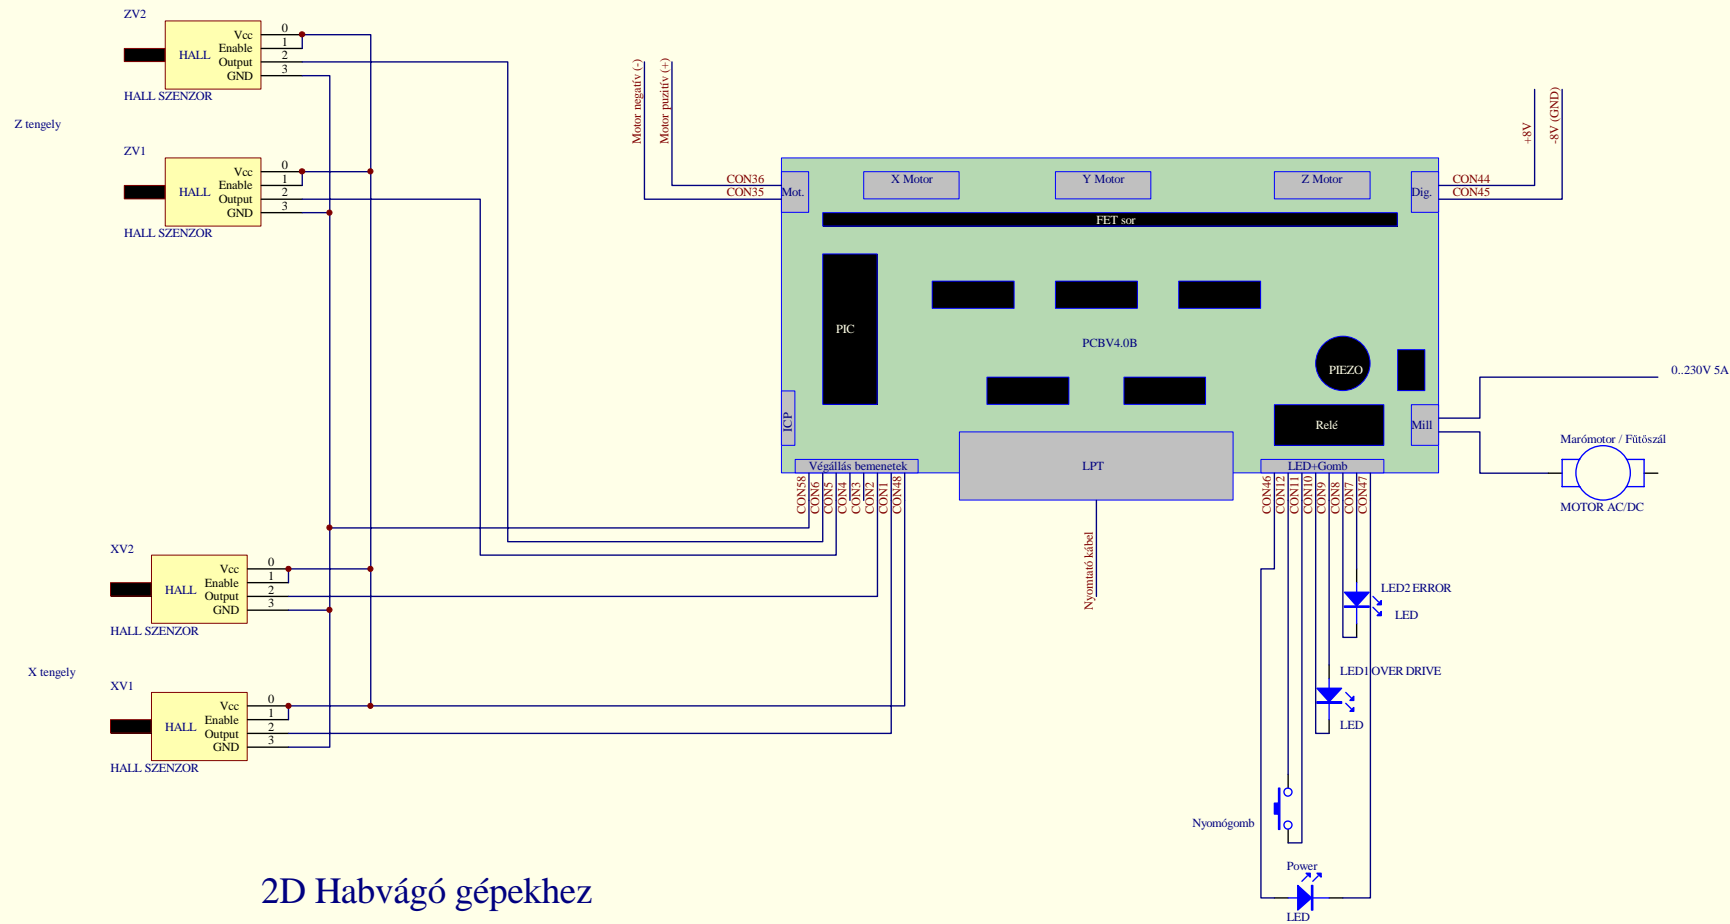 ZV2
HALL
Vcc 0
Enable 1
Output 2
GND 3
HALL SZENZOR
Z tengely
ZV1
HALL
Vcc 0
Enable 1
Output 2
GND 3
HALL SZENZOR
Motor negatív (-)
Motor puzitív (+)
CON36
CON35
Mot.
X Motor
Y Motor
Z Motor
Dig.
CON44
CON45
+8V
-8V (GND)
FET sor
PIC
PCBV4.0B
PIEZO
ICP
Relé
Mill
0..230V 5A
Marómotor / Fűtöszál
MOTOR AC/DC
Végállás bemenetek
LPT
LED+Gomb
CON58
CON6
CON5
CON4
CON3
CON2
CON1
CON48
CON46
CON12
CON11
CON10
CON9
CON8
CON7
CON47
Nyomtató kábel
XV2
HALL
Vcc 0
Enable 1
Output 2
GND 3
HALL SZENZOR
X tengely
XV1
HALL
Vcc 0
Enable 1
Output 2
GND 3
HALL SZENZOR
LED2 ERROR
LED
LED1 OVER DRIVE
LED
Nyomógomb
Power
LED
2D Habvágó gépekhez